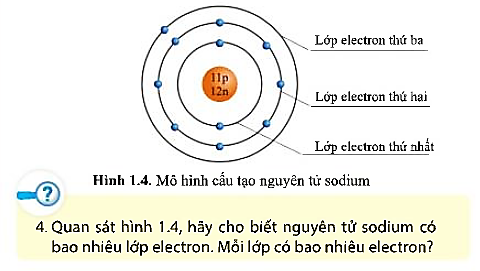 Lớp electron thứ ba
11p
12n
Lớp electron thứ hai
Lớp electron thứ nhất
Hình 1.4. Mô hình cấu tạo nguyên tử sodium
?
4. Quan sát hình 1.4, hãy cho biết nguyên tử sodium có
bao nhiêu lớp electron. Mỗi lớp có bao nhiêu electron?